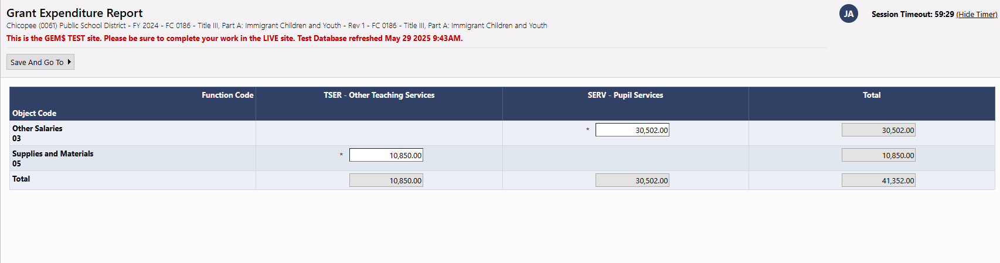 Grant Expenditure Report
JA
Session Timeout: 59:29 (Hide Timer)
Chicopee (0061) Public School District - FY 2024 - FC 0186 - Title III, Part A: Immigrant Children and Youth - Rev 1 - FC 0186 - Title III, Part A: Immigrant Children and Youth
This is the GEM$ TEST site. Please be sure to complete your work in the LIVE site. Test Database refreshed May 29 2025 9:43AM.
Save And Go To
Function Code TSER - Other Teaching Services SERV - Pupil Services Total
Object Code
Other Salaries * 30,502.00 30,502.00
03
Supplies and Materials * 10,850.00 10,850.00
05
Total 10,850.00 30,502.00 41,352.00